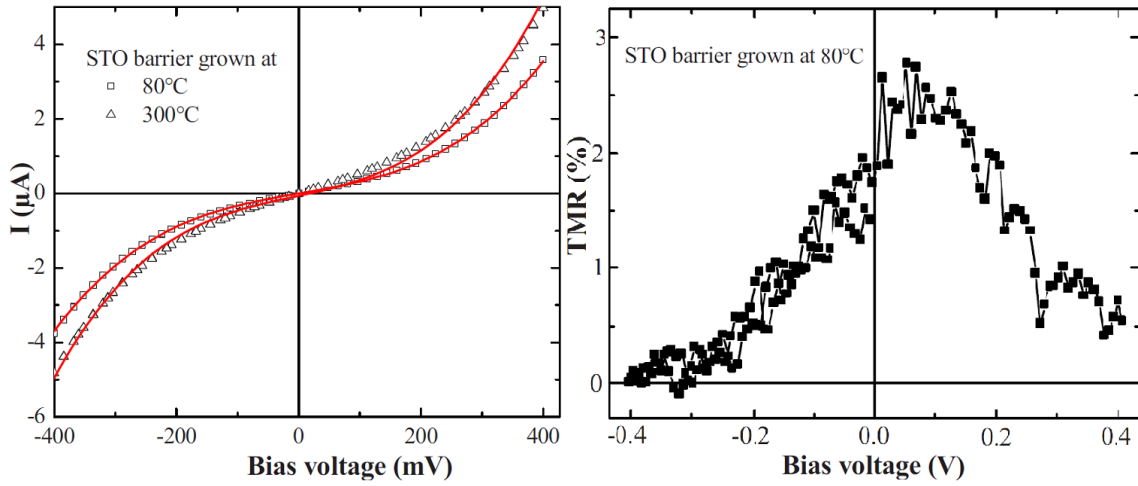 4
2
0
-2
-4
-6
I (µA)
STO barrier grown at
80°C
300°C
-400
-200
0
200
400
Bias voltage (mV)
3
2
1
0
TMR (%)
STO barrier grown at 80°C
-0.4
-0.2
0.0
0.2
0.4
Bias voltage (V)